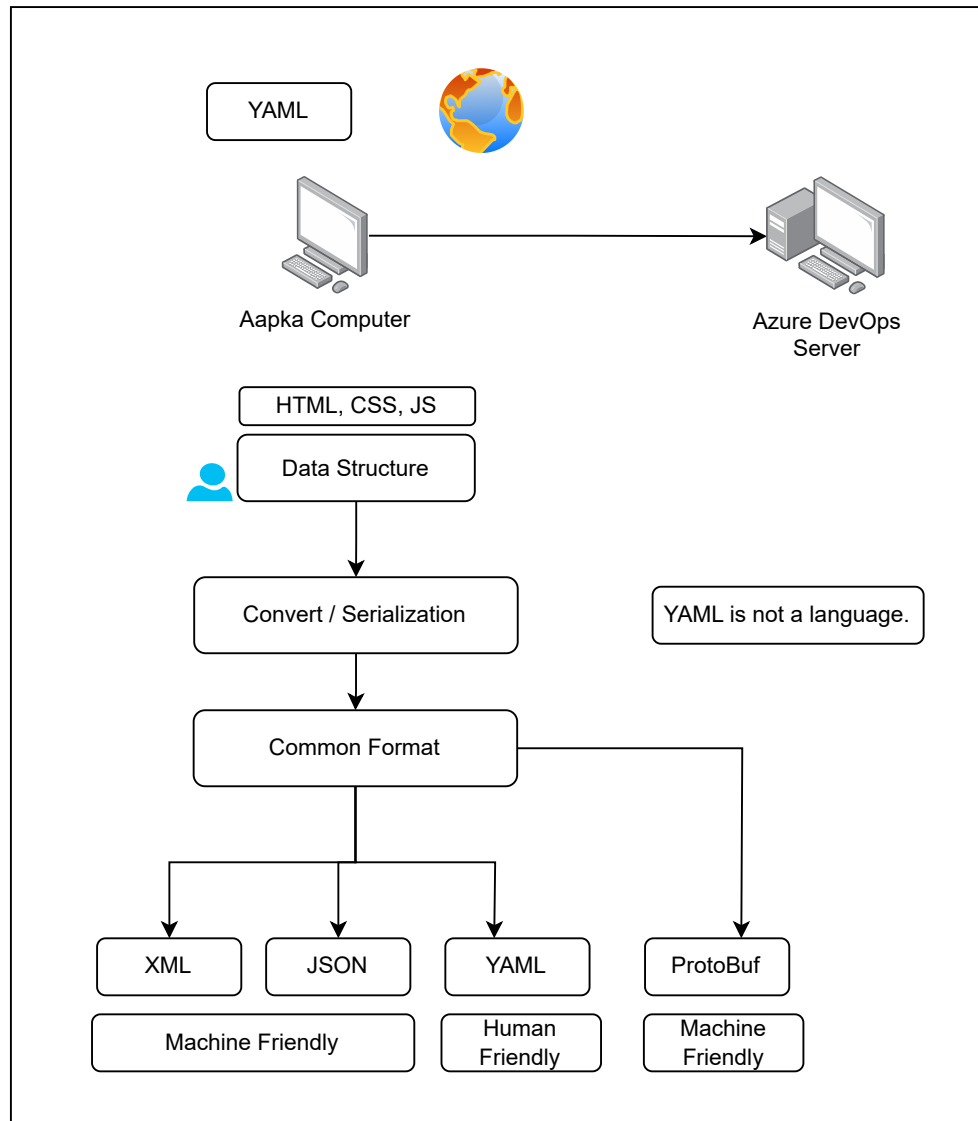 YAML
Aapka Computer
Azure DevOps
Server
HTML, CSS, JS
Data Structure
Convert / Serialization
YAML is not a language.
Common Format
XML
JSON
YAML
ProtoBuf
Machine Friendly
Human
Friendly
Machine
Friendly